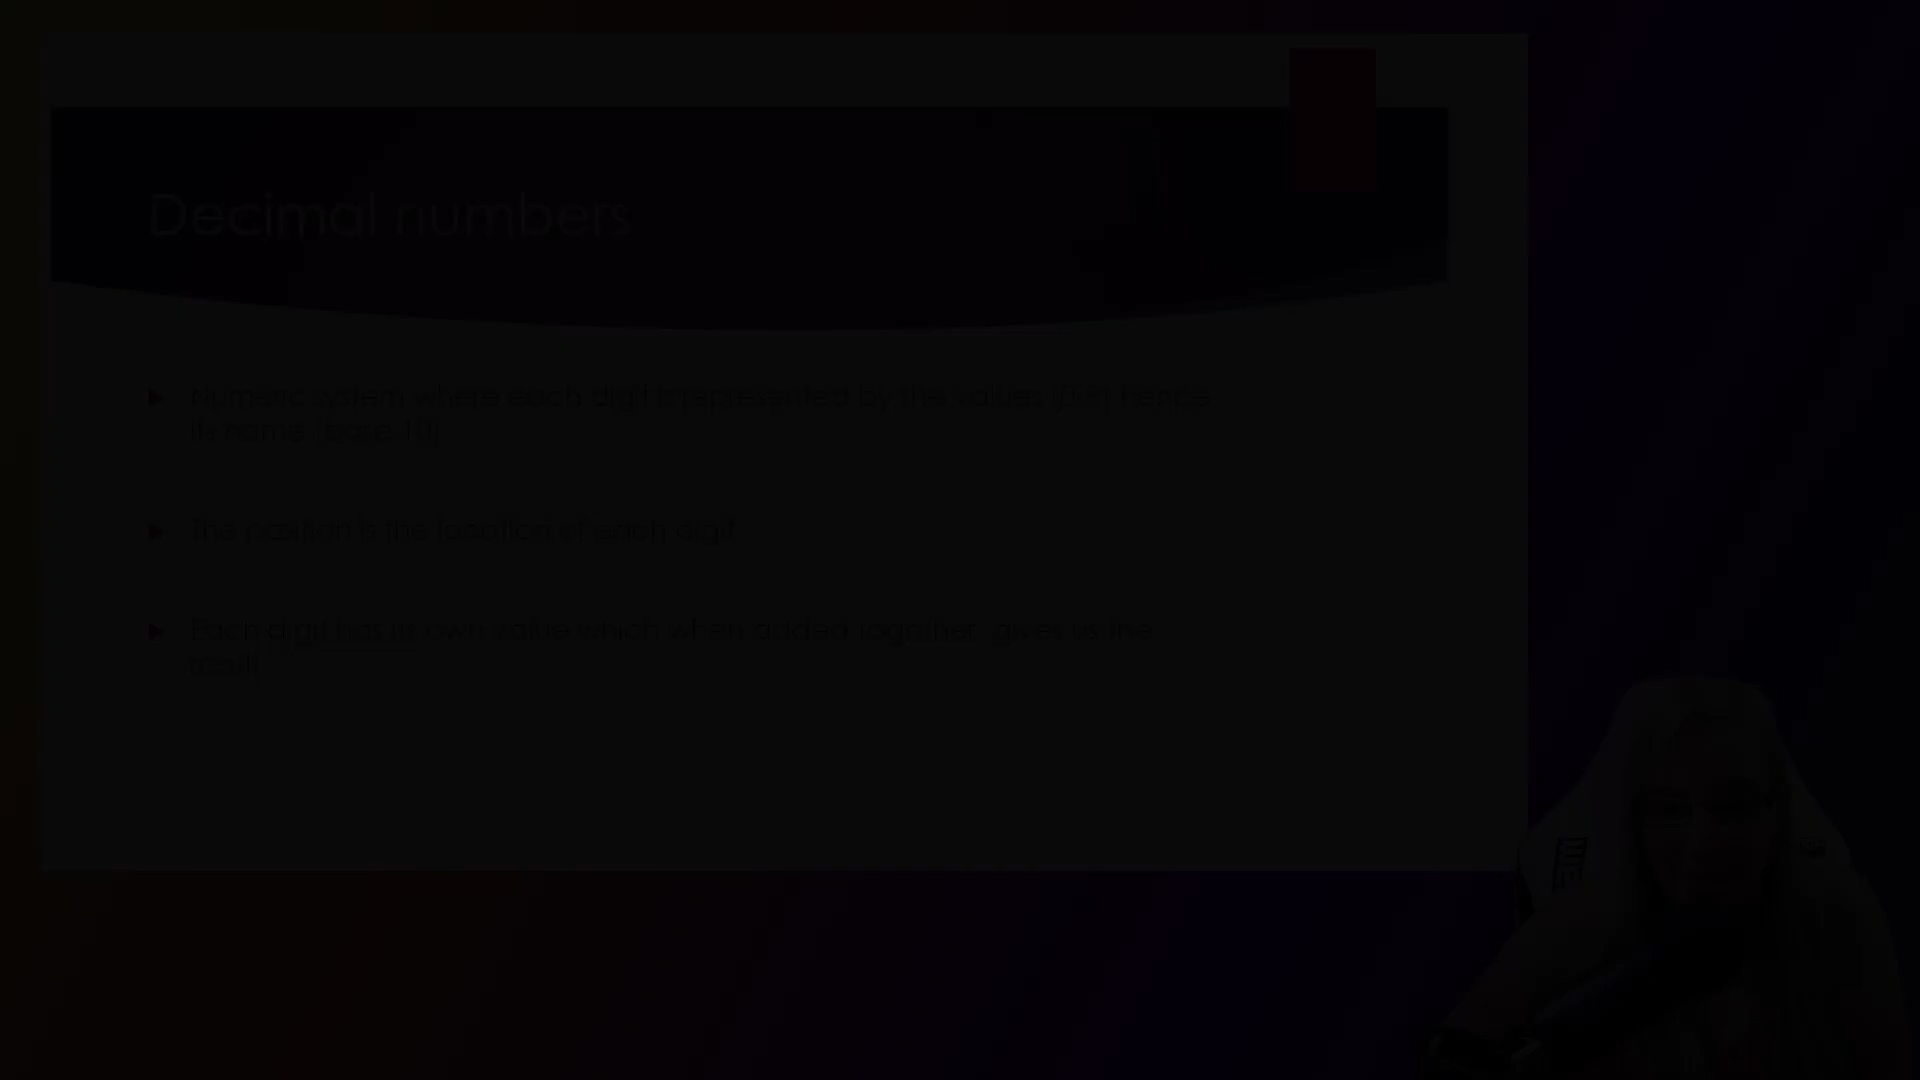 Decimal numbers
Numeric system where each digit is represented by the values (0-9) hence
its name (base 10)
The position is the location of each digit
Each digit has its own value which when added together, gives us the
result